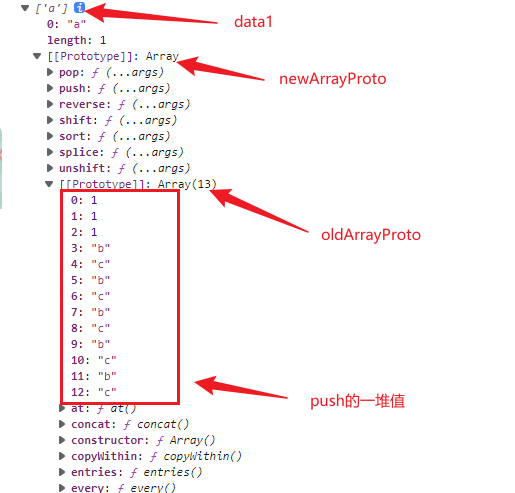 ['a'] i
data1
0: "a"
length: 1
[[Prototype]]: Array
newArrayProto
pop: ƒ (...args)
push: ƒ (...args)
reverse: ƒ (...args)
shift: ƒ (...args)
sort: ƒ (...args)
splice: ƒ (...args)
unshift: ƒ (...args)
[[Prototype]]: Array(13)
oldArrayProto
0: 1
1: 1
2: 1
3: "b"
4: "c"
5: "b"
6: "c"
7: "b"
8: "c"
9: "b"
10: "c"
11: "b"
12: "c"
push的一堆值
at: ƒ at()
concat: ƒ concat()
constructor: ƒ Array()
copyWithin: ƒ copyWithin()
entries: ƒ entries()
every: ƒ every()